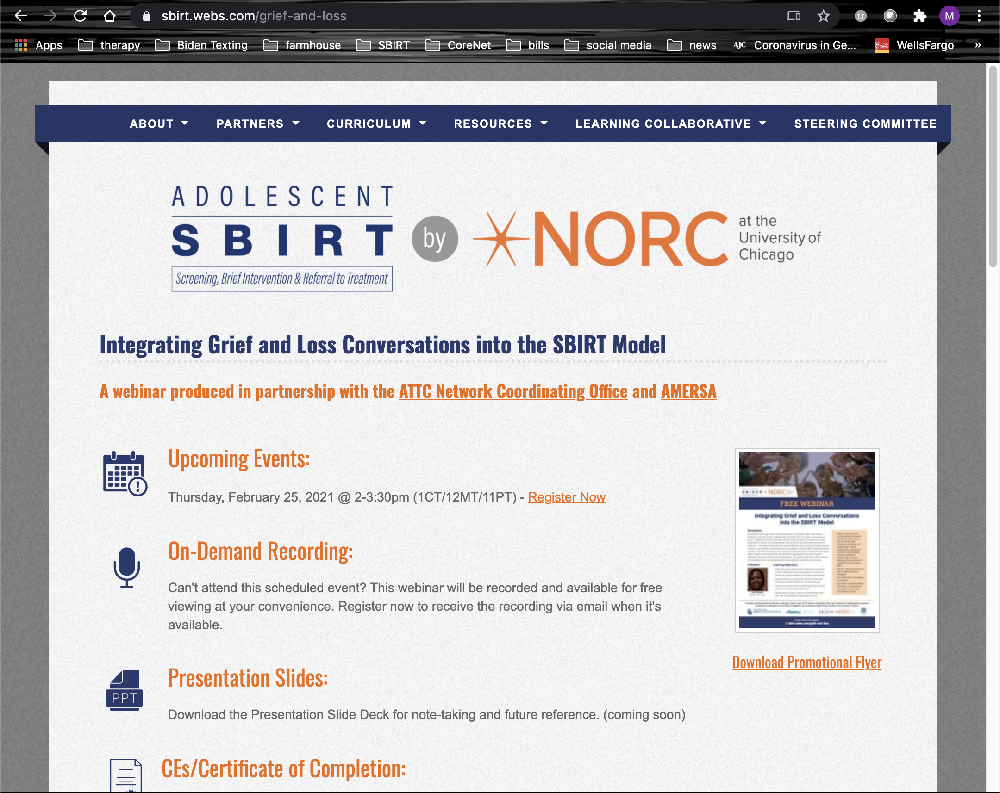 sbirt.webs.com/grief-and-loss
M
Apps therapy Biden Texting farmhouse SBIRT CoreNet bills social media news AJC Coronavirus in Ge... WellsFargo »
ABOUT PARTNERS CURRICULUM RESOURCES LEARNING COLLABORATIVE STEERING COMMITTEE
ADOLESCENT
SBIRT
Screening, Brief Intervention & Referral to Treatment
by
NORC
at the
University of
Chicago
Integrating Grief and Loss Conversations into the SBIRT Model
A webinar produced in partnership with the ATTC Network Coordinating Office and AMERSA
Upcoming Events:
Thursday, February 25, 2021 @ 2-3:30pm (1CT/12MT/11PT) - Register Now
On-Demand Recording:
Can't attend this scheduled event? This webinar will be recorded and available for free
viewing at your convenience. Register now to receive the recording via email when it's
available.
PPT
Presentation Slides:
Download the Presentation Slide Deck for note-taking and future reference. (coming soon)
CEs/Certificate of Completion:
NORC
FREE WEBINAR
Integrating Grief and Loss Conversations
into the SBIRT Model
Download Promotional Flyer